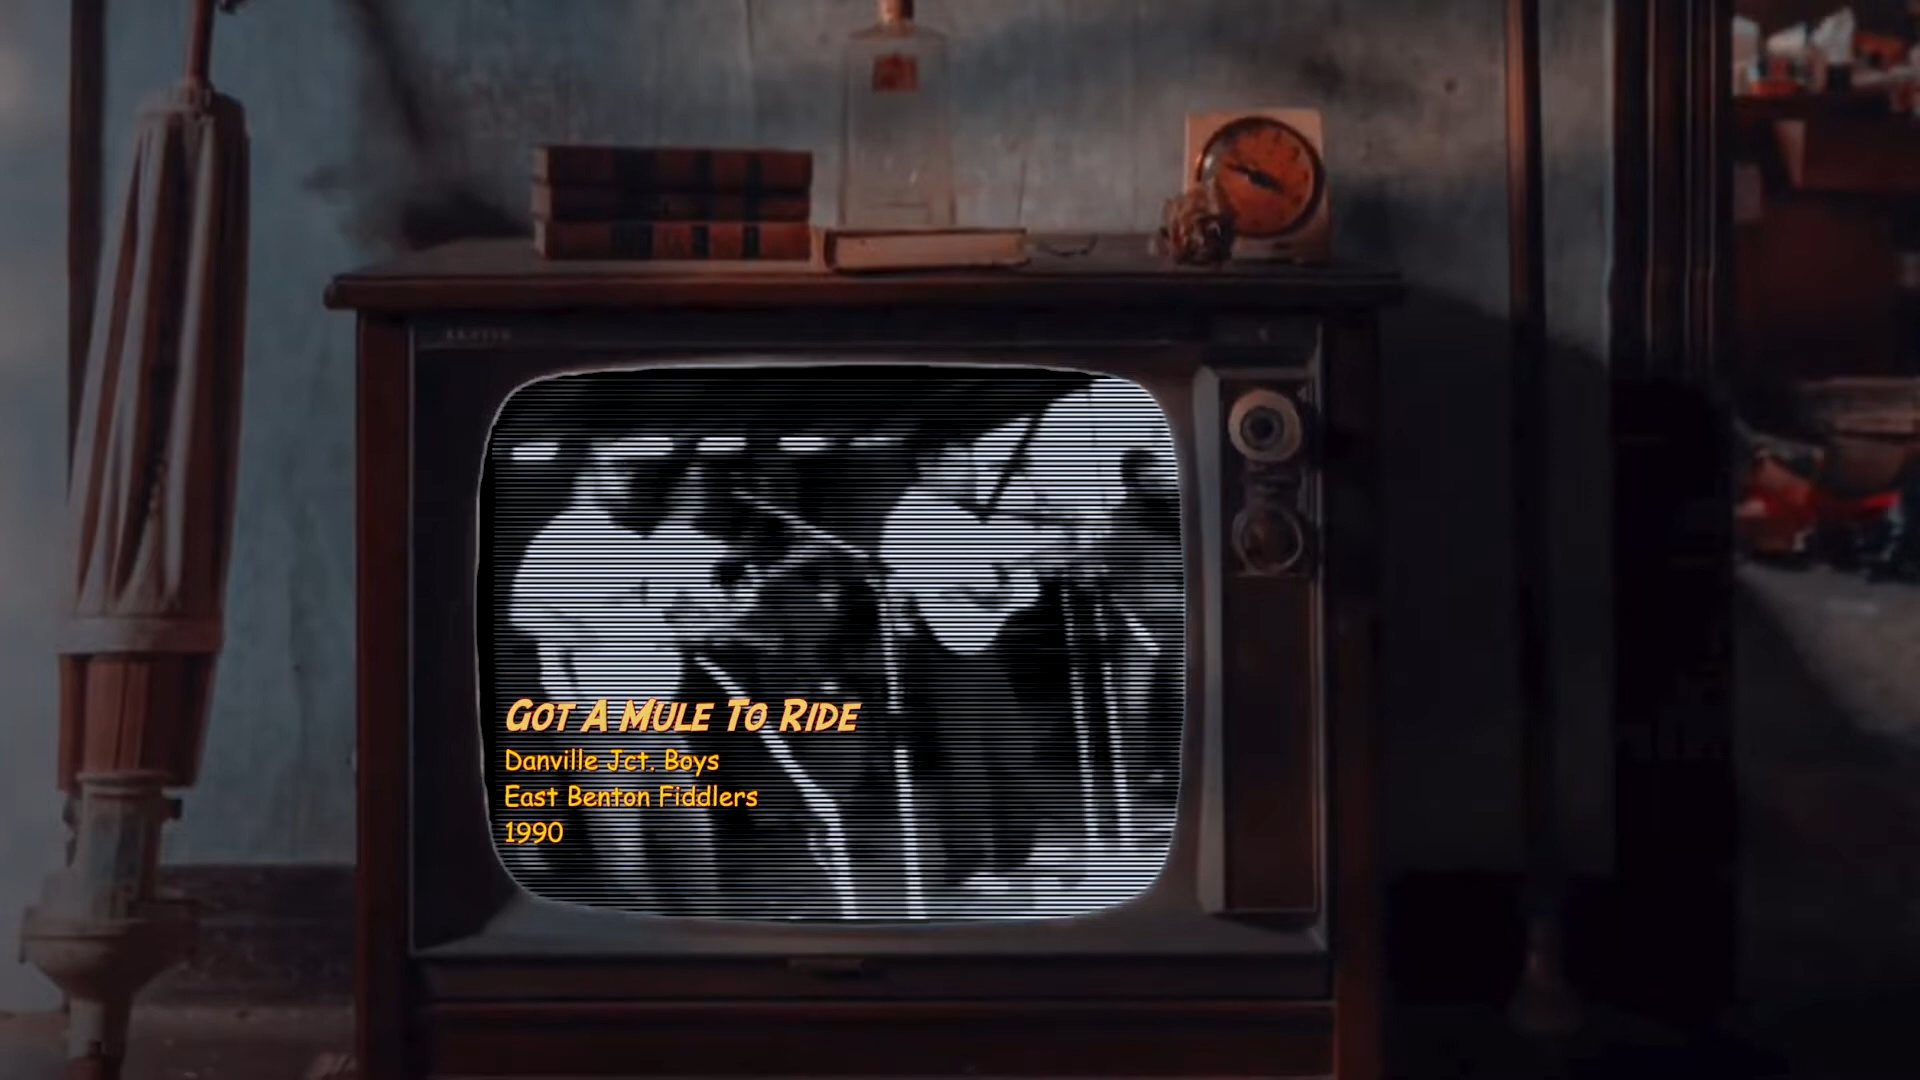 Got A Mule To Ride
Danville Jct. Boys
East Benton Fiddlers
1990